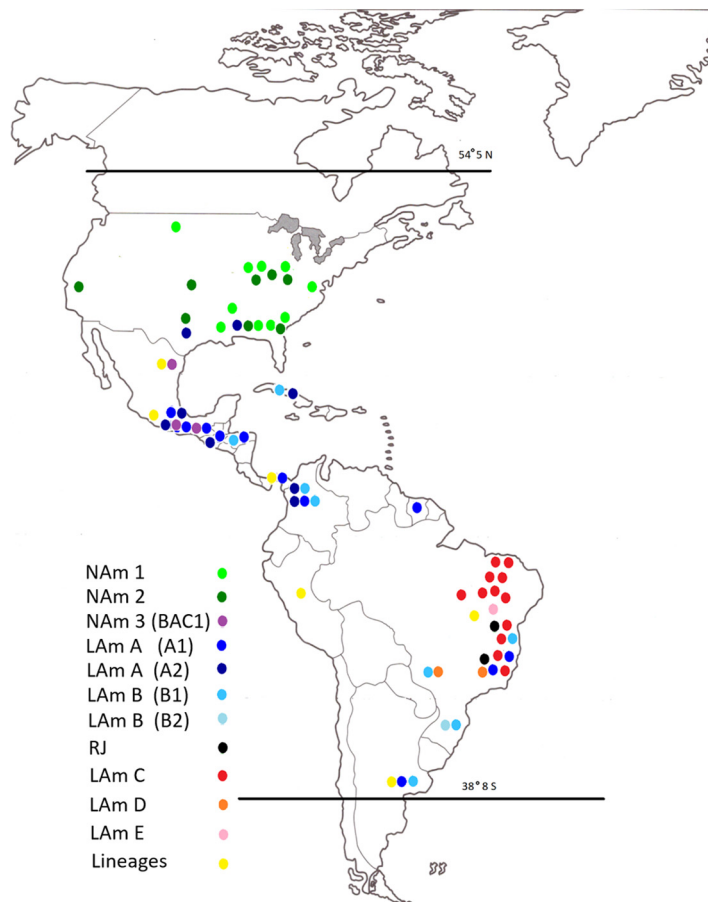 54°5 N
NAm 1
NAm 2
NAm 3 (BAC1)
LAm A (A1)
LAm A (A2)
LAm B (B1)
LAm B (B2)
RJ
LAm C
LAm D
LAm E
Lineages
38°8 S